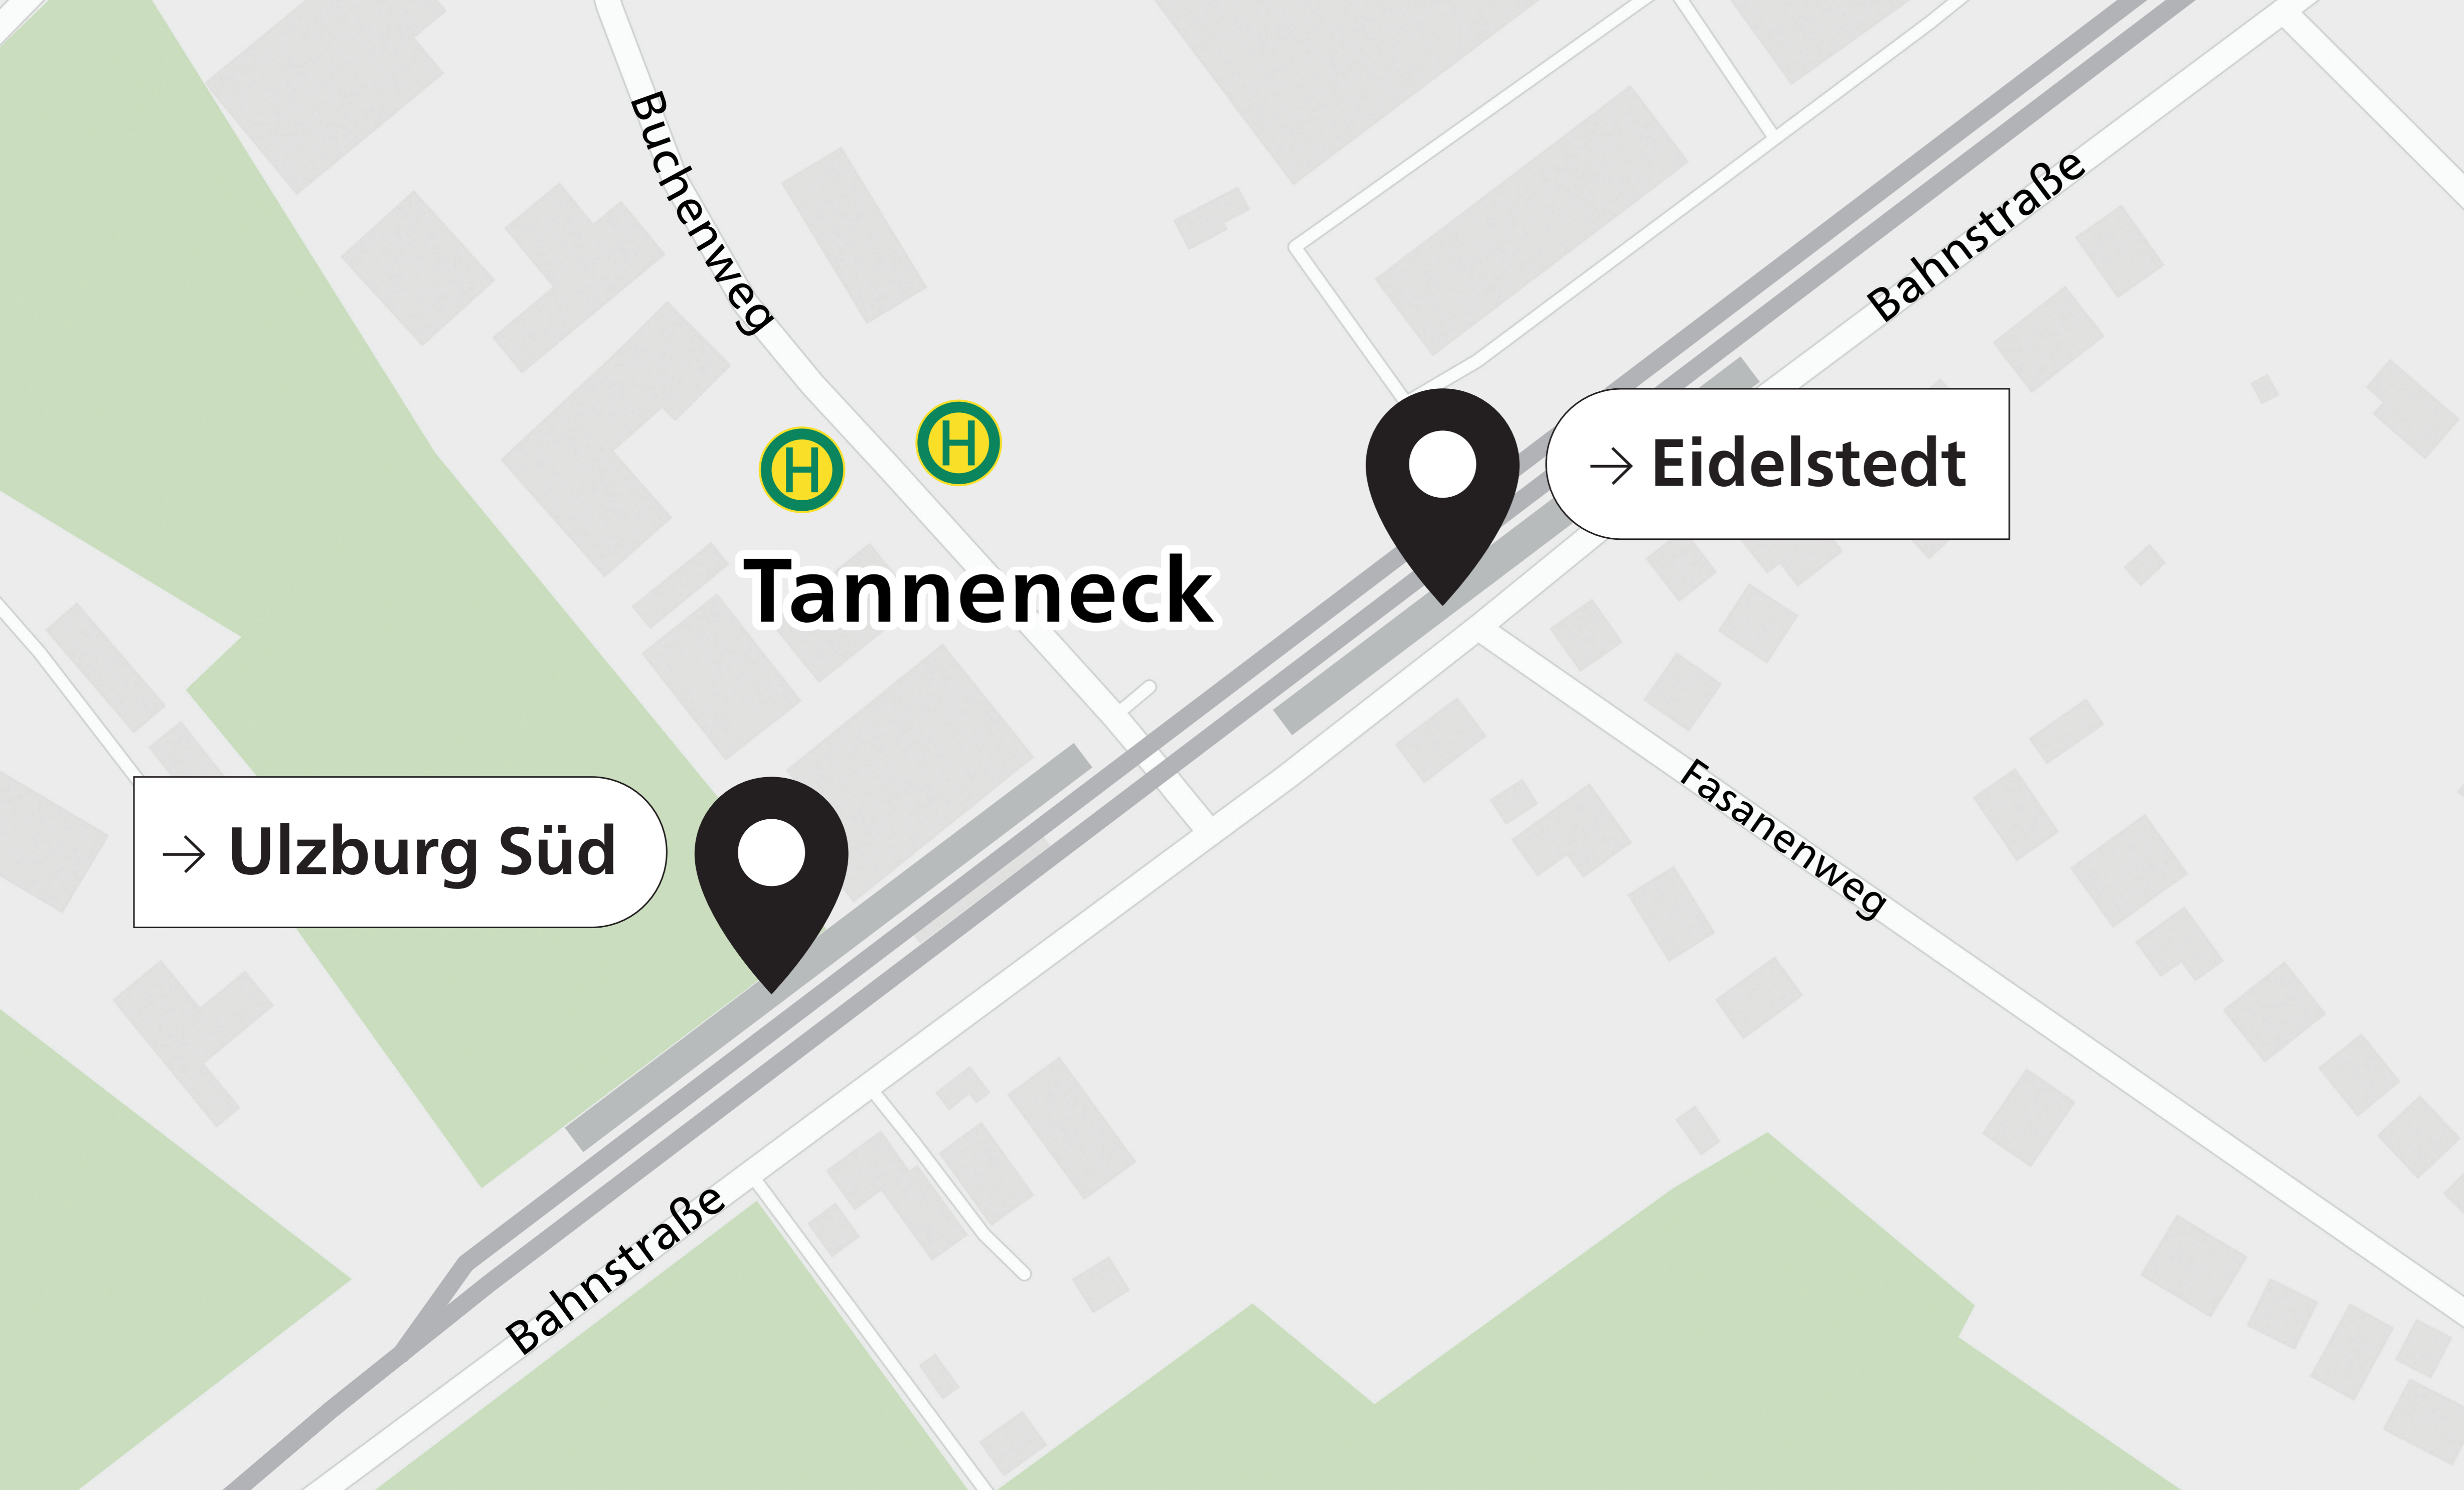 Buchenweg
Bahnstraße
H
H
→ Eidelstedt
Tanneneck
Fasanenweg
→ Ulzburg Süd
Bahnstraße